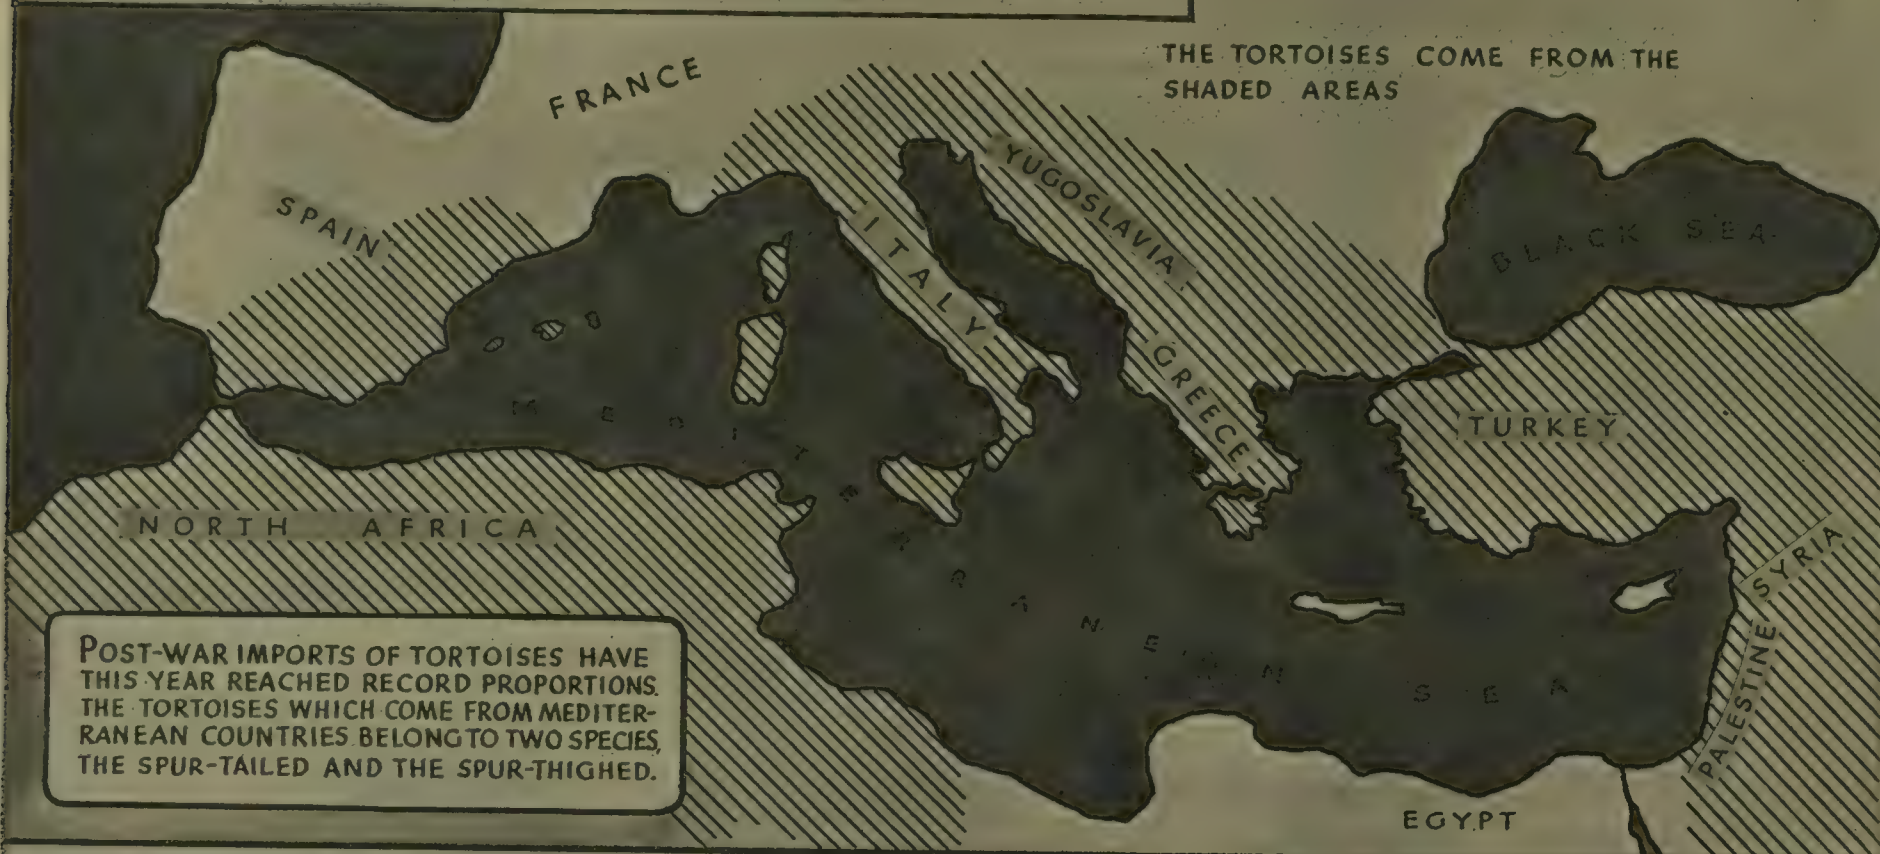 THE TORTOISES COME FROM THE
SHADED AREAS
FRANCE
SPAIN
ITALY
YUGOSLAVIA
GREECE
BLACK SEA
TURKEY
MEDITERRANEAN SEA
NORTH AFRICA
SYRIA
PALESTINE
EGYPT
POST-WAR IMPORTS OF TORTOISES HAVE
THIS YEAR REACHED RECORD PROPORTIONS.
THE TORTOISES WHICH COME FROM MEDITER-
RANEAN COUNTRIES BELONG TO TWO SPECIES,
THE SPUR-TAILED AND THE SPUR-THIGHED.